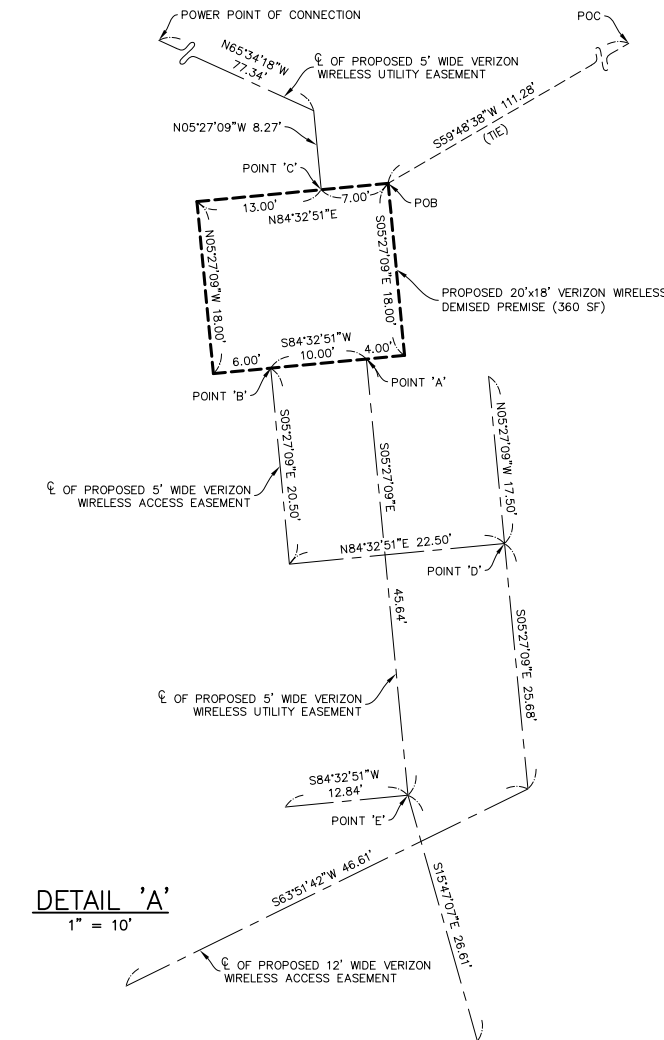 POWER POINT OF CONNECTION
POC
N65°34'18"W
77.34'
℄ OF PROPOSED 5' WIDE VERIZON
WIRELESS UTILITY EASEMENT
S59°48'38"W 111.28'
(TIE)
N05°27'09"W 8.27'
POINT 'C'
13.00'
7.00'
N84°32'51"E
POB
N05°27'09"W 18.00'
S05°27'09"E
18.00'
PROPOSED 20'x18' VERIZON WIRELESS
DEMISED PREMISE (360 SF)
S84°32'51"W
6.00'
10.00'
4.00'
POINT 'B'
POINT 'A'
S05°27'09"E
20.50'
S05°27'09"E
N05°27'09"W 17.50'
℄ OF PROPOSED 5' WIDE VERIZON
WIRELESS ACCESS EASEMENT
N84°32'51"E 22.50'
POINT 'D'
45.64'
S05°27'09"E 25.68'
℄ OF PROPOSED 5' WIDE VERIZON
WIRELESS UTILITY EASEMENT
S84°32'51"W
12.84'
POINT 'E'
S63°51'42"W 46.61'
S15°47'07"E 26.61'
DETAIL 'A'
1" = 10'
℄ OF PROPOSED 12' WIDE VERIZON
WIRELESS ACCESS EASEMENT